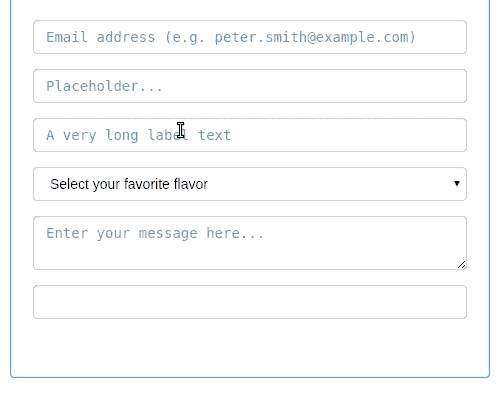 Email address (e.g. peter.smith@example.com)
Placeholder...
A very long label text
Select your favorite flavor
Enter your message here...